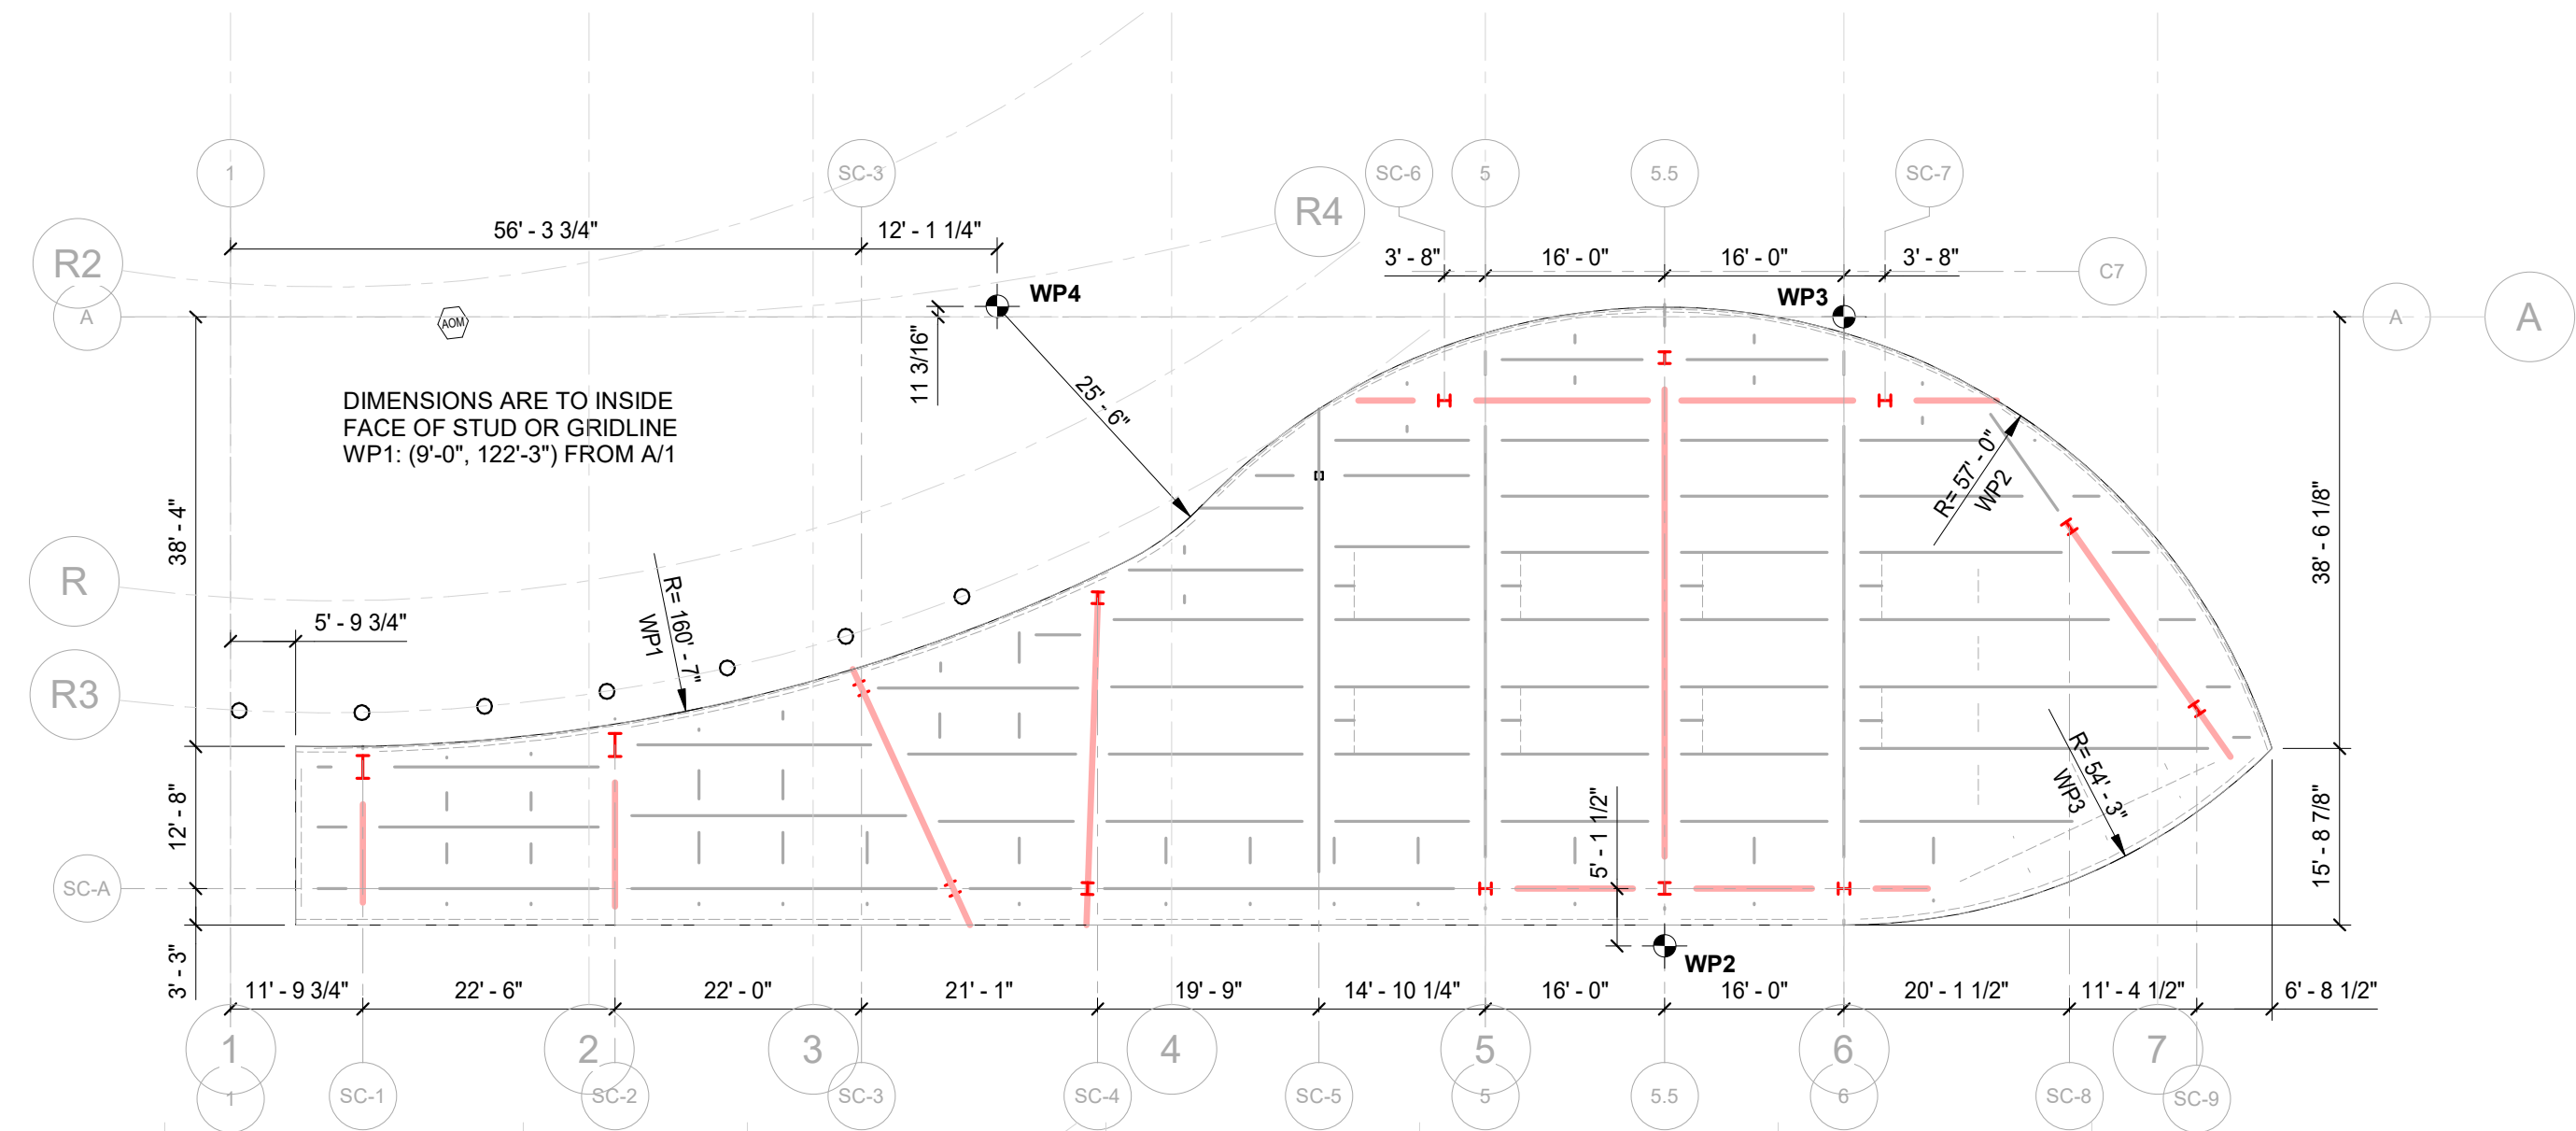 1
SC-3
SC-6
5
5.5
SC-7
R4
56' - 3 3/4"
12' - 1 1/4"
R2
3' - 8"
16' - 0"
16' - 0"
3' - 8"
C7
WP4
WP3
A
AOM
A
A
11 3/16"
25' - 6"
DIMENSIONS ARE TO INSIDE
FACE OF STUD OR GRIDLINE
WP1: (9'-0", 122'-3") FROM A/1
R= 57' - 0"
WP2
38' - 4"
38' - 6 1/8"
R
R= 160' - 7"
WP1
5' - 9 3/4"
R3
R= 54' - 3"
WP3
12' - 8"
5' - 1 1/2"
15' - 8 7/8"
SC-A
3' - 3"
WP2
11' - 9 3/4"
22' - 6"
22' - 0"
21' - 1"
19' - 9"
14' - 10 1/4"
16' - 0"
16' - 0"
20' - 1 1/2"
11' - 4 1/2"
6' - 8 1/2"
1
2
3
4
5
6
7
1
SC-1
SC-2
SC-3
SC-4
SC-5
5
5.5
6
SC-8
SC-9